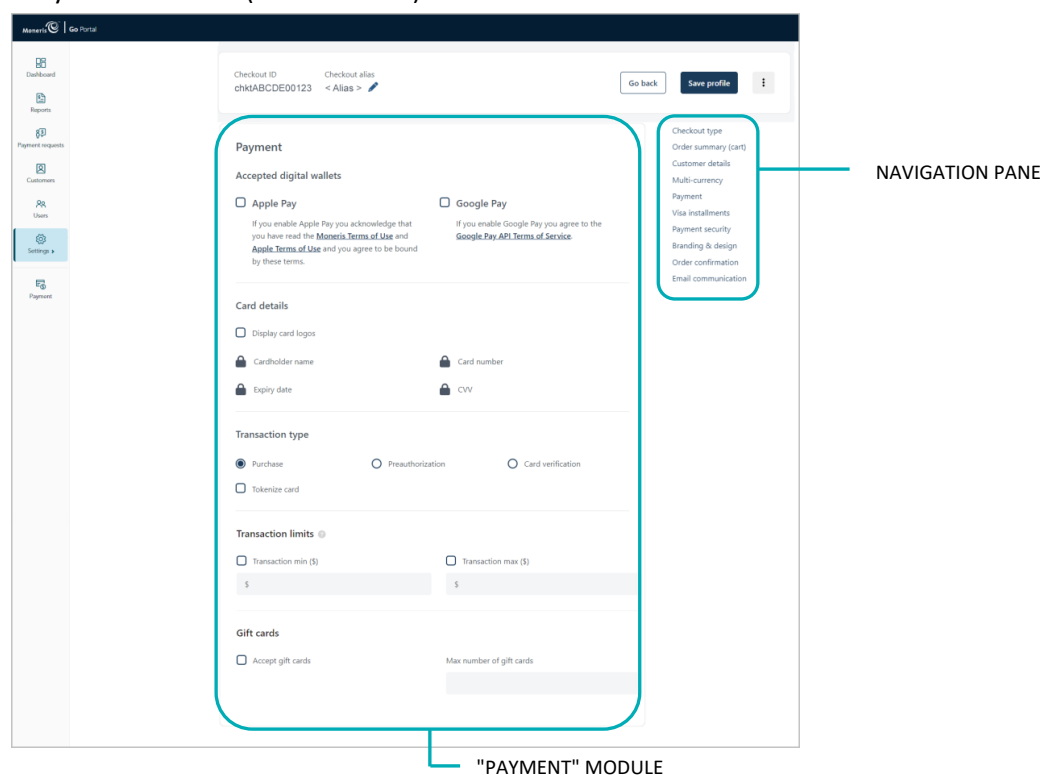 Moneris Go Portal
Dashboard
Reports
Payment requests
Customers
Users
Settings
Payment
Checkout ID
chktABCDE00123
Checkout alias
< Alias >
Go back
Save profile
Payment
Accepted digital wallets
Apple Pay
If you enable Apple Pay you acknowledge that
you have read the Moneris Terms of Use and
Apple Terms of Use and you agree to be bound
by these terms.
Google Pay
If you enable Google Pay you agree to the
Google Pay API Terms of Service.
Card details
Display card logos
Cardholder name
Card number
Expiry date
CVV
Transaction type
Purchase
Preauthorization
Card verification
Tokenize card
Transaction limits
Transaction min ($)
Transaction max ($)
$
$
Gift cards
Accept gift cards
Max number of gift cards
Checkout type
Order summary (cart)
Customer details
Multi-currency
Payment
Visa installments
Payment security
Branding & design
Order confirmation
Email communication
NAVIGATION PANE
"PAYMENT" MODULE